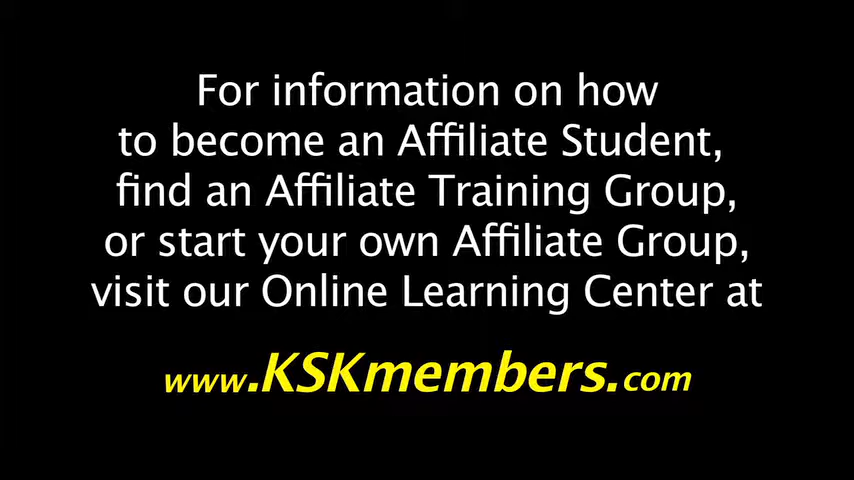 For information on how
to become an Affiliate Student,
find an Affiliate Training Group,
or start your own Affiliate Group,
visit our Online Learning Center at
www.KSKmembers.com